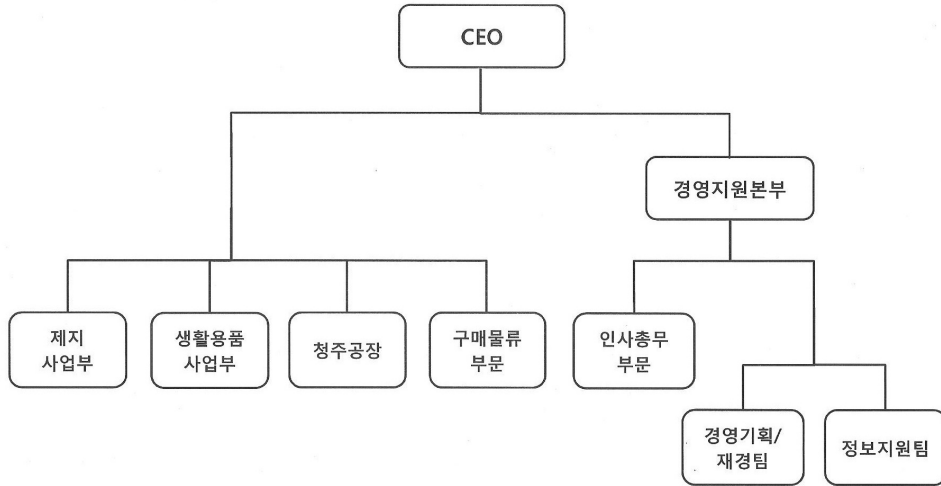 CEO
경영지원본부
제지
사업부
생활용품
사업부
청주공장
구매물류
부문
인사총무
부문
경영기획/
재경팀
정보지원팀